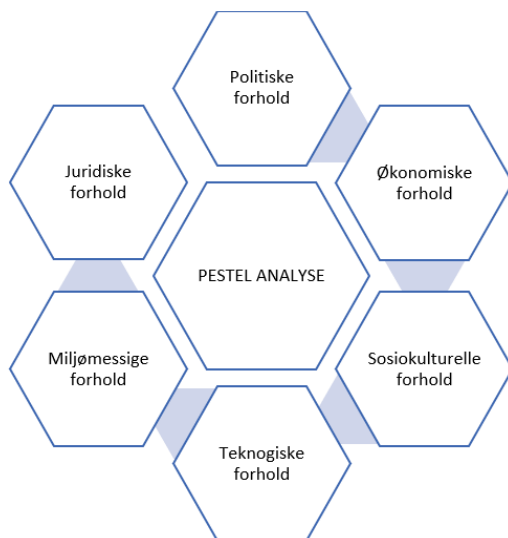 Politiske
forhold
Økonomiske
forhold
Sosiokulturelle
forhold
Teknogiske
forhold
Miljømessige
forhold
Juridiske
forhold
PESTEL ANALYSE